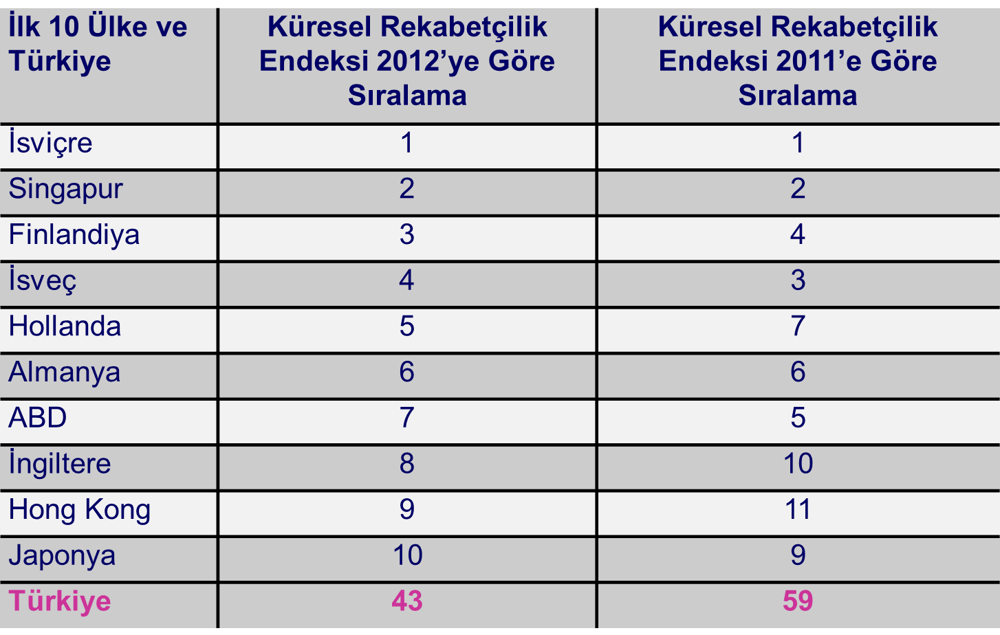 İlk 10 Ülke ve Türkiye	Küresel Rekabetçilik Endeksi 2012’ye Göre Sıralama	Küresel Rekabetçilik Endeksi 2011’e Göre Sıralama
İsviçre	1	1
Singapur	2	2
Finlandiya	3	4
İsveç	4	3
Hollanda	5	7
Almanya	6	6
ABD	7	5
İngiltere	8	10
Hong Kong	9	11
Japonya	10	9
Türkiye	43	59